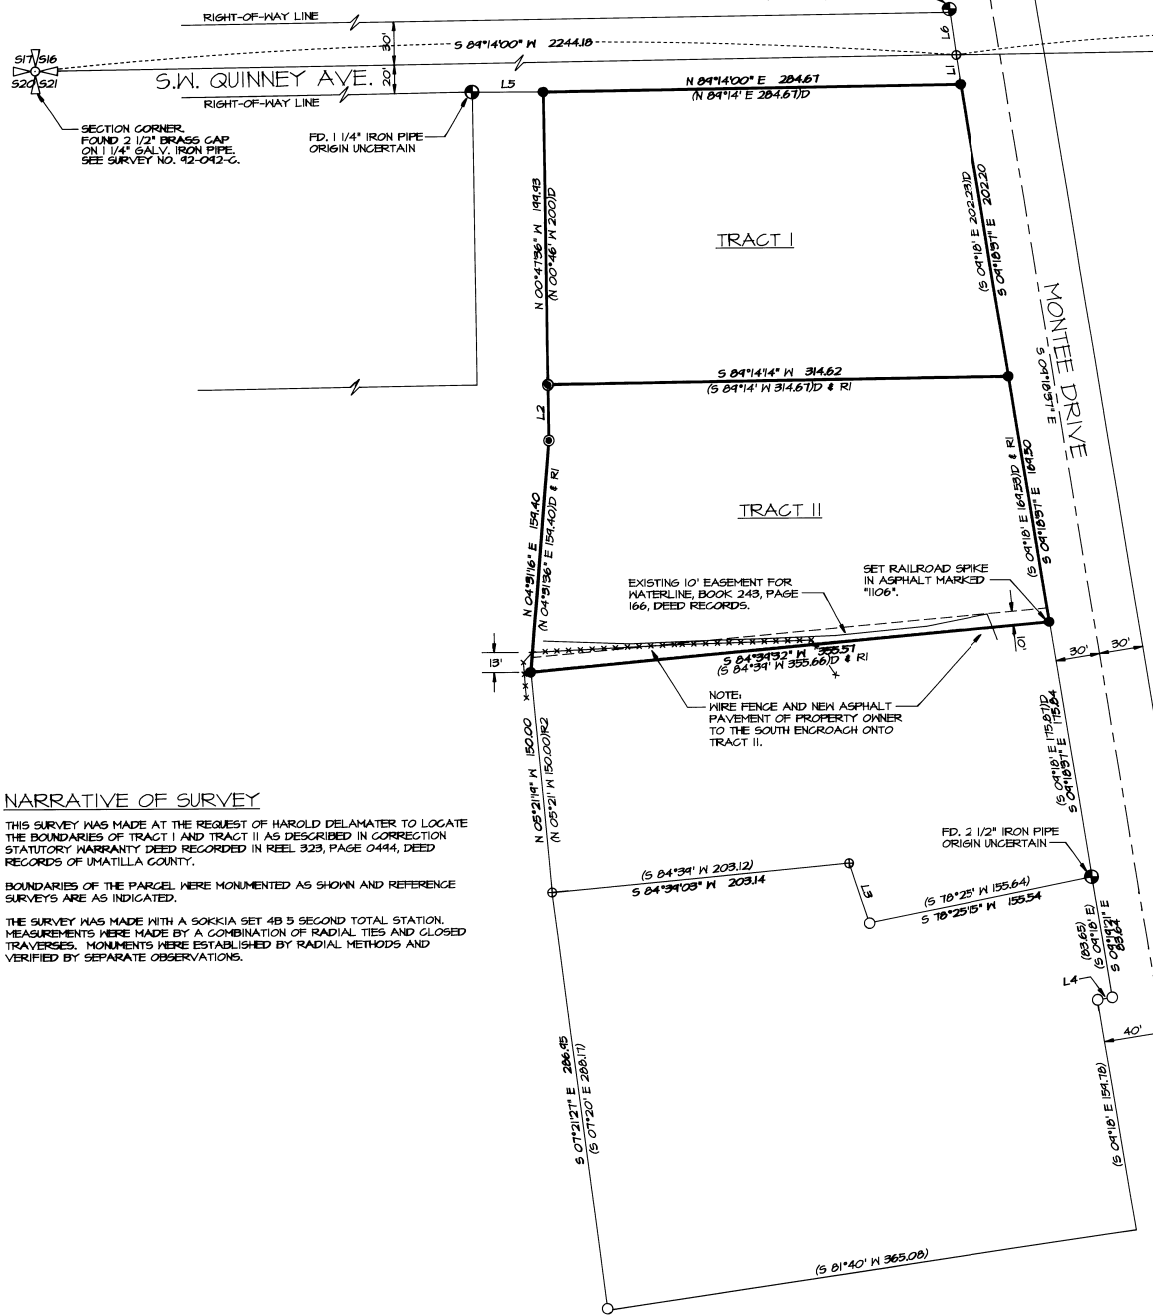 RIGHT-OF-WAY LINE
30'
S 89°14'00" W 2244.18
L6
S17 S16
S20 S21
S.W. QUINNEY AVE.
20'
L5
N 89°14'00" E 284.67
(N 89°14' E 284.67)D
L1
RIGHT-OF-WAY LINE
SECTION CORNER.
FOUND 2 1/2" BRASS CAP
ON 1 1/4" GALV. IRON PIPE.
SEE SURVEY NO. 92-092-C.
FD. 1 1/4" IRON PIPE
ORIGIN UNCERTAIN
N 00°47'36" W 199.93
(N 00°46' W 200)D
TRACT I
(S 09°18' E 202.23)D
S 09°18'57" E 202.20
MONTEE DRIVE
S 09°18'57" E
S 89°14'14" W 314.62
(S 89°14' W 314.67)D & R1
L2
N 04°31'16" E 159.40
(N 04°31'36" E 159.40)D & R1
TRACT II
(S 09°18' E 169.53)D & R1
S 09°18'57" E 169.50
EXISTING 10' EASEMENT FOR
WATERLINE, BOOK 243, PAGE
166, DEED RECORDS.
SET RAILROAD SPIKE
IN ASPHALT MARKED
"1106".
13'
S 84°39'32" W 355.57
(S 84°39' W 355.66)D & R1
10'
30'
30'
NOTE:
WIRE FENCE AND NEW ASPHALT
PAVEMENT OF PROPERTY OWNER
TO THE SOUTH ENCROACH ONTO
TRACT II.
N 05°21'19" W 150.00
(N 05°21' W 150.00)R2
(S 09°18' E 175.87)D
S 09°18'57" E 175.84
NARRATIVE OF SURVEY
THIS SURVEY WAS MADE AT THE REQUEST OF HAROLD DELAMATER TO LOCATE
THE BOUNDARIES OF TRACT I AND TRACT II AS DESCRIBED IN CORRECTION
STATUTORY WARRANTY DEED RECORDED IN REEL 323, PAGE 0494, DEED
RECORDS OF UMATILLA COUNTY.
BOUNDARIES OF THE PARCEL WERE MONUMENTED AS SHOWN AND REFERENCE
SURVEYS ARE AS INDICATED.
THE SURVEY WAS MADE WITH A SOKKIA SET 4B 5 SECOND TOTAL STATION.
MEASUREMENTS WERE MADE BY A COMBINATION OF RADIAL TIES AND CLOSED
TRAVERSES. MONUMENTS WERE ESTABLISHED BY RADIAL METHODS AND
VERIFIED BY SEPARATE OBSERVATIONS.
FD. 2 1/2" IRON PIPE
ORIGIN UNCERTAIN
(S 84°39' W 203.12)
S 84°39'03" W 203.14
L3
(S 78°25' W 155.64)
S 78°25'15" W 155.54
(83.65)
(S 09°18' E)
S 09°19'21" E
83.64
L4
40'
S 07°21'27" E 286.95
(S 07°20' E 288.17)
(S 09°18' E 159.78)
(S 81°40' W 365.08)